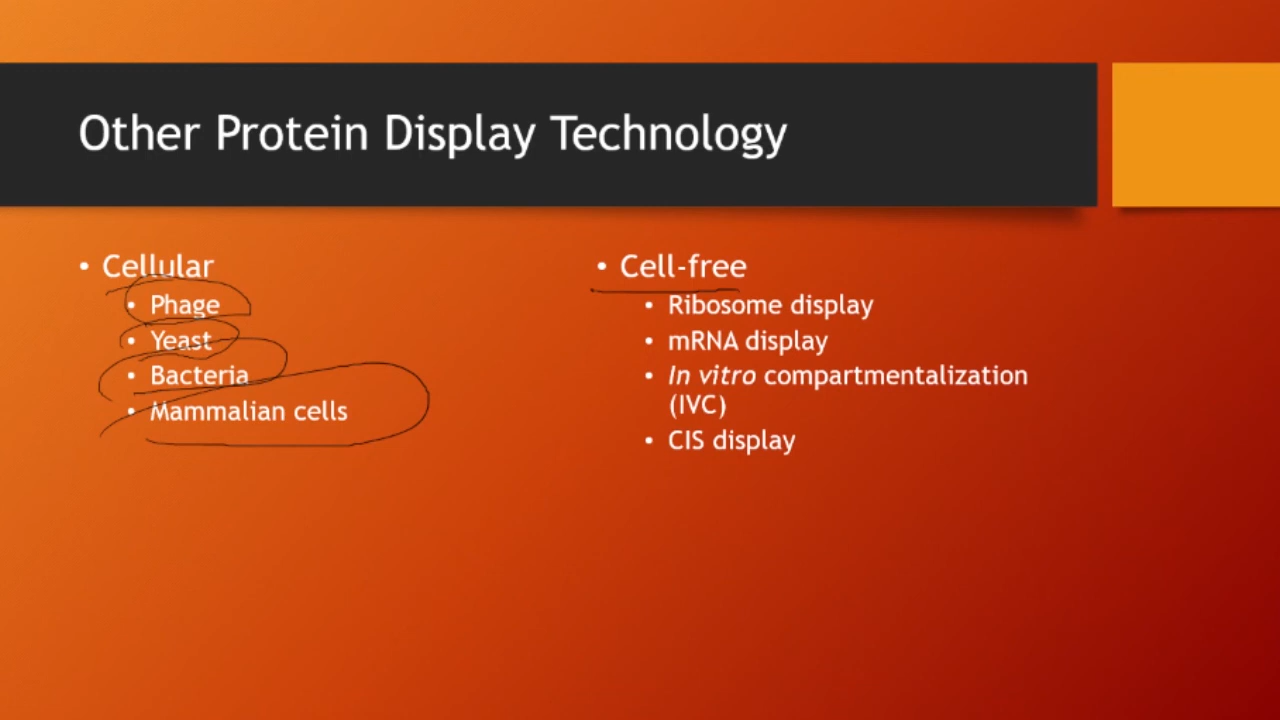 Other Protein Display Technology
• Cellular
• Phage
• Yeast
• Bacteria
• Mammalian cells
• Cell-free
• Ribosome display
• mRNA display
• In vitro compartmentalization
(IVC)
• CIS display